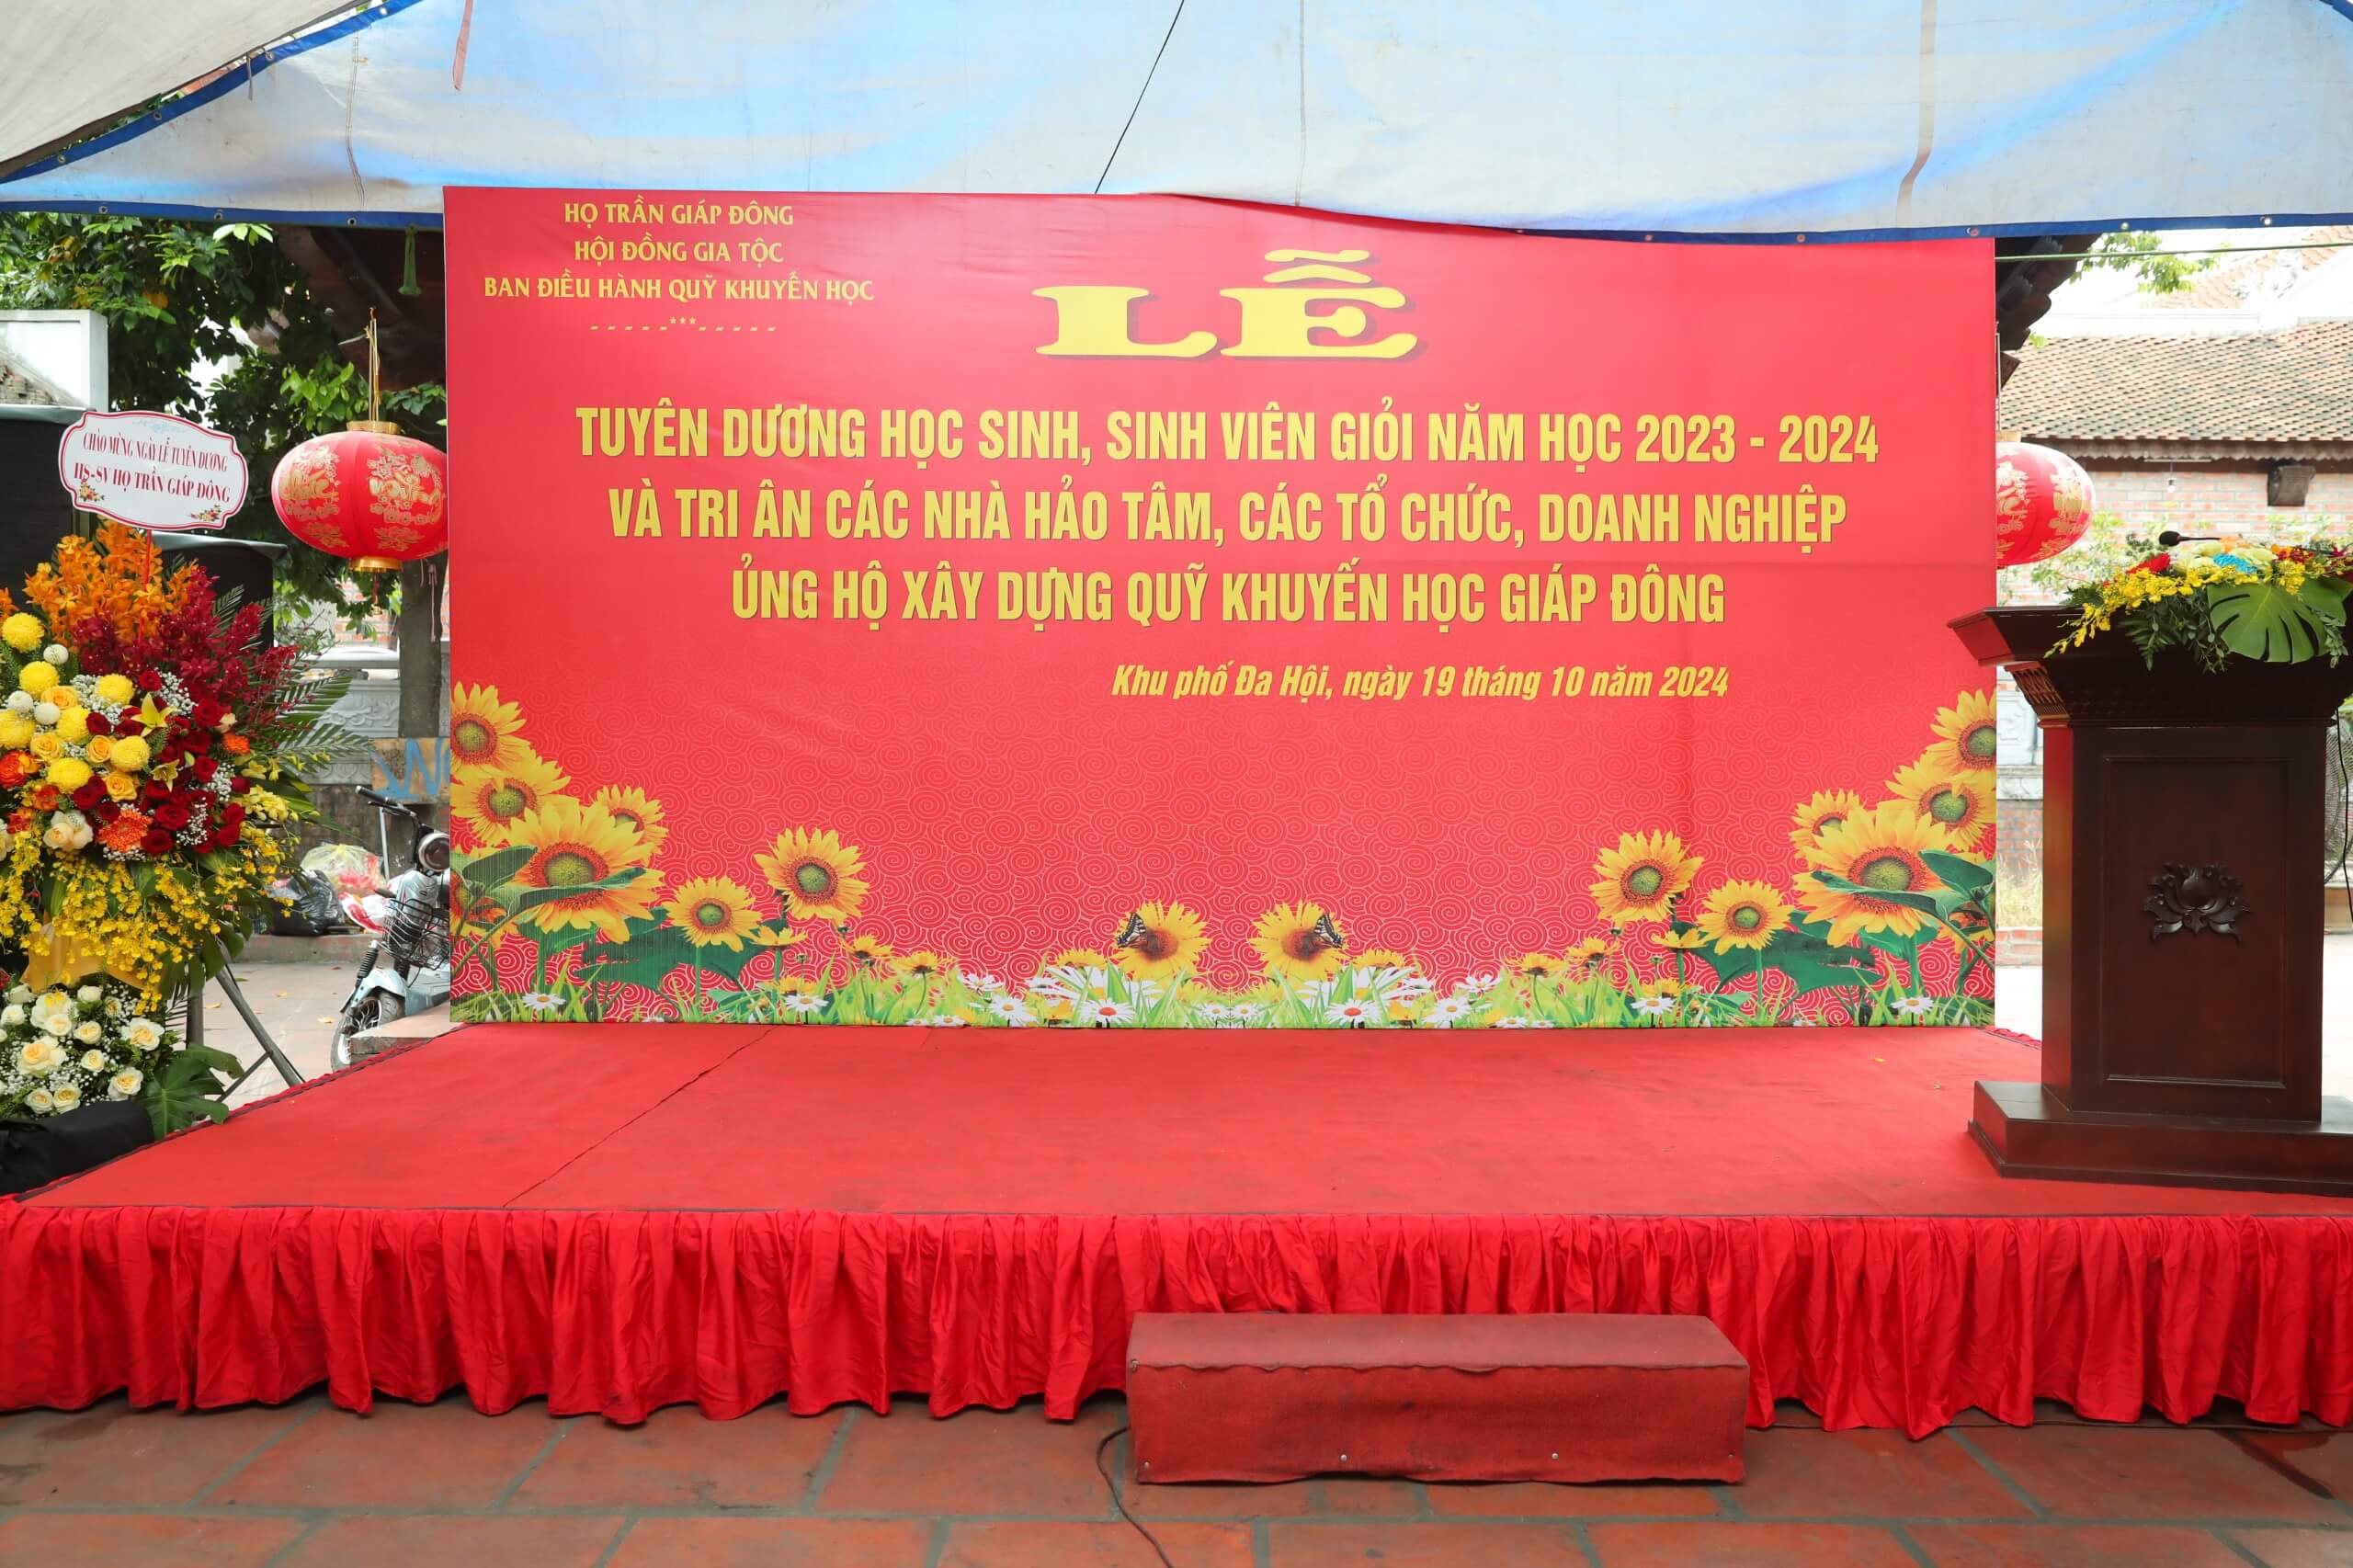 HỌ TRẦN GIÁP ĐÔNG
HỘI ĐỒNG GIA TỘC
BAN ĐIỀU HÀNH QUỸ KHUYẾN HỌC
-----***-----
LỄ
TUYÊN DƯƠNG HỌC SINH, SINH VIÊN GIỎI NĂM HỌC 2023 - 2024
VÀ TRI ÂN CÁC NHÀ HẢO TÂM, CÁC TỔ CHỨC, DOANH NGHIỆP
ỦNG HỘ XÂY DỰNG QUỸ KHUYẾN HỌC GIÁP ĐÔNG
Khu phố Đa Hội, ngày 19 tháng 10 năm 2024
CHÀO MỪNG NGÀY LỄ TUYÊN DƯƠNG
HS-SV HỌ TRẦN GIÁP ĐÔNG